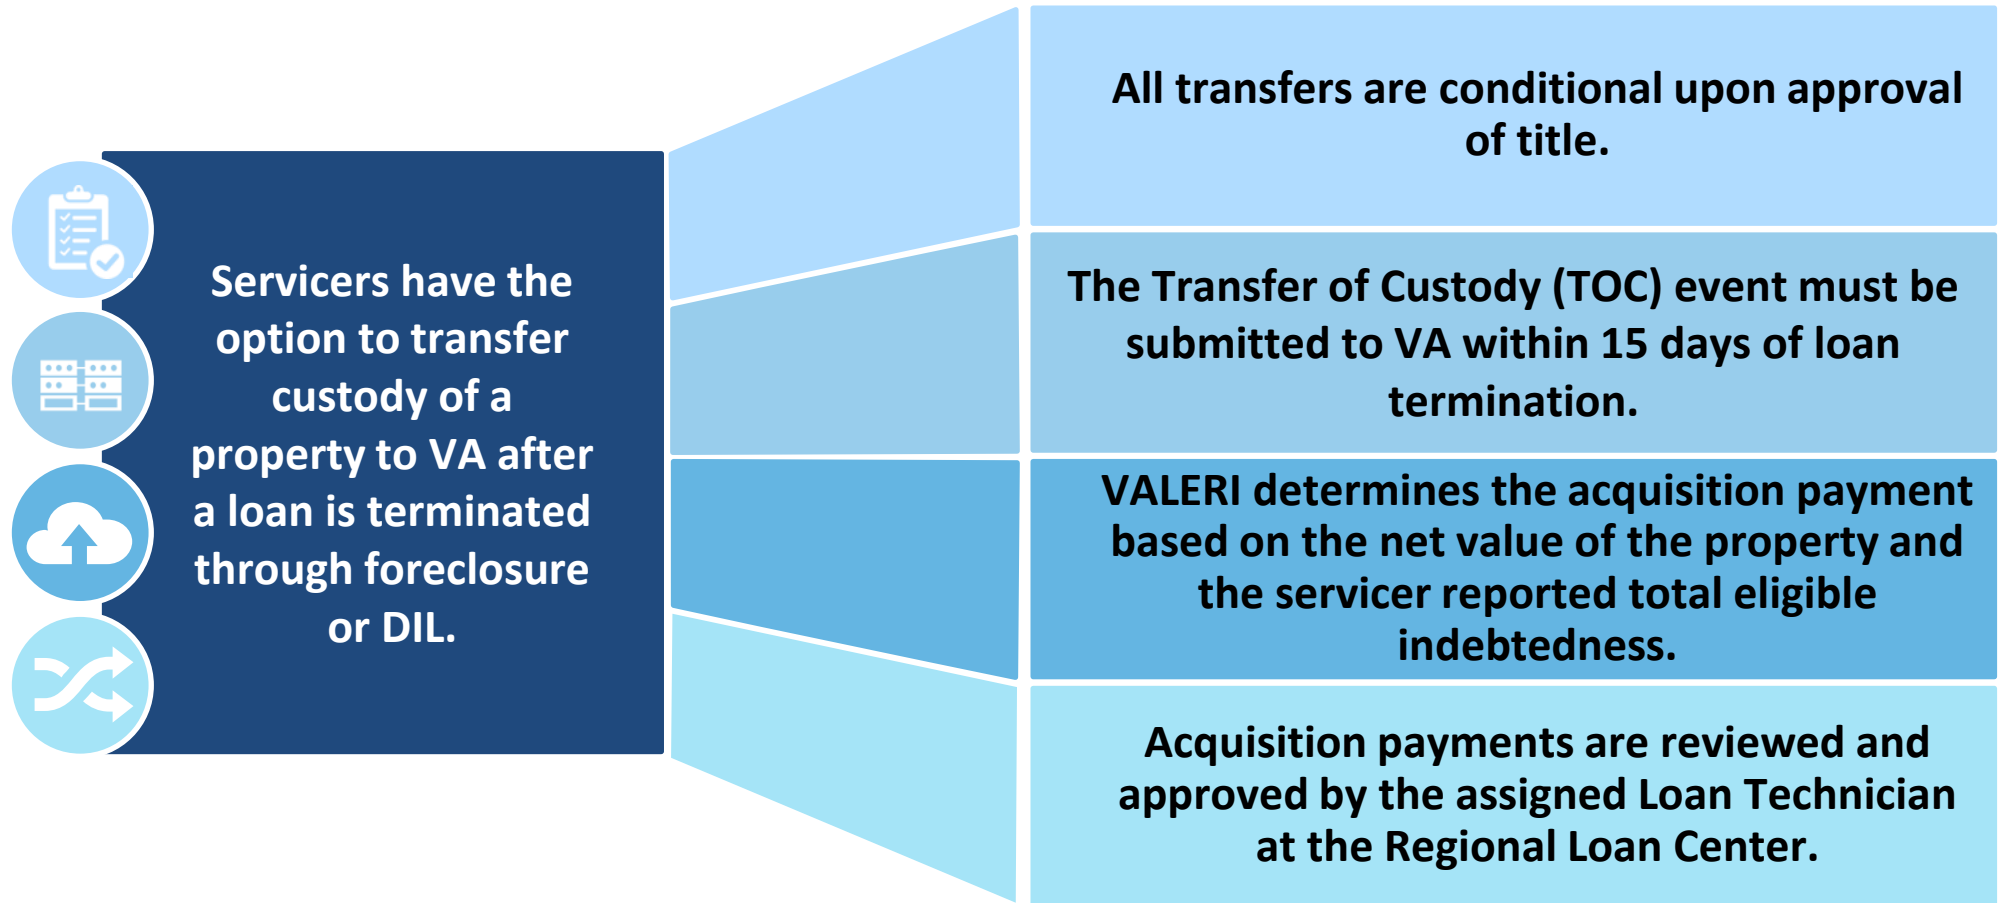 Servicers have the
option to transfer
custody of a
property to VA after
a loan is terminated
through foreclosure
or DIL.
All transfers are conditional upon approval
of title.
The Transfer of Custody (TOC) event must be
submitted to VA within 15 days of loan
termination.
VALERI determines the acquisition payment
based on the net value of the property and
the servicer reported total eligible
indebtedness.
Acquisition payments are reviewed and
approved by the assigned Loan Technician
at the Regional Loan Center.